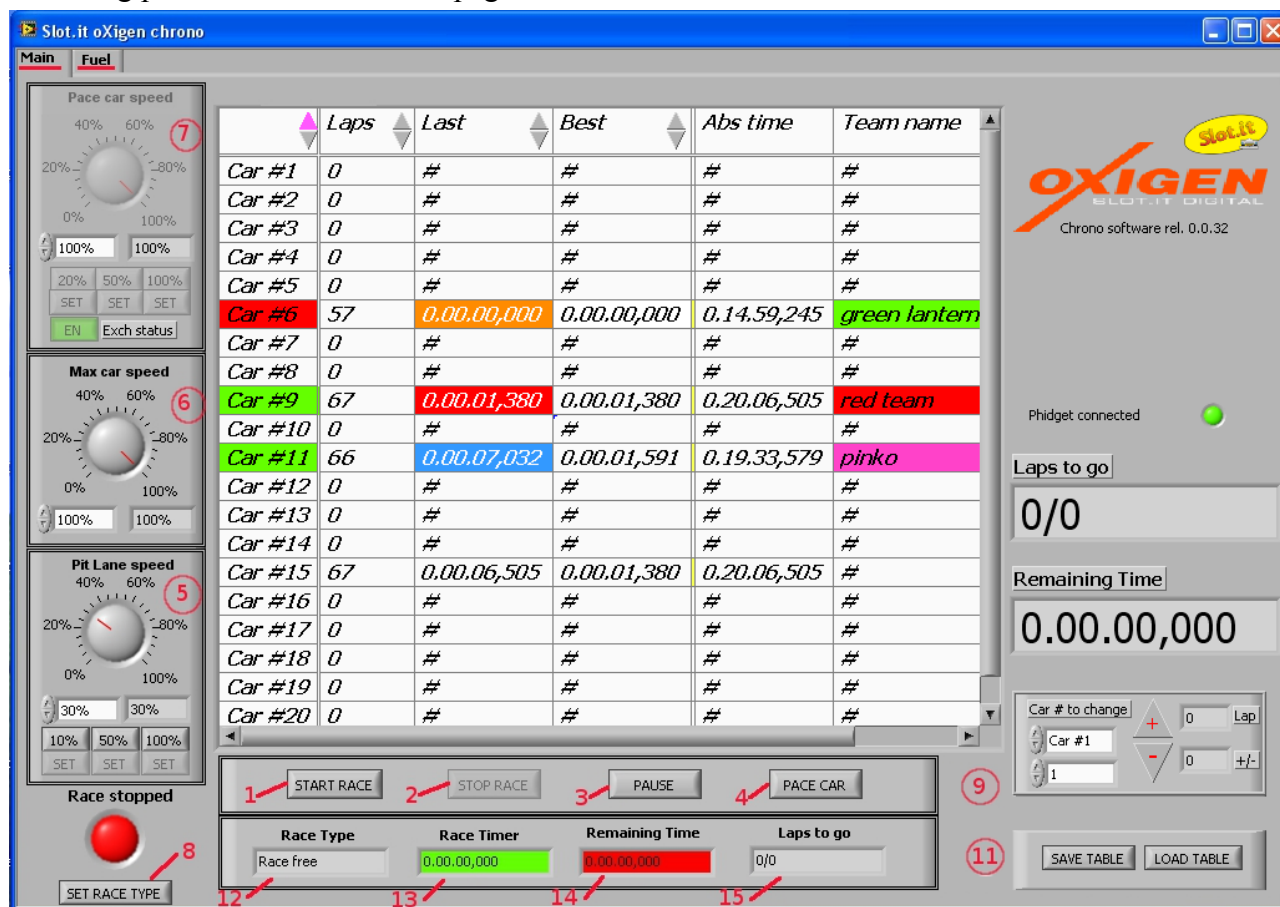 Slot.it oXigen chrono
Main Fuel
Pace car speed
40% 60%
7
20% 80%
0% 100%
100% 100%
20% 50% 100%
SET SET SET
EN Exch status
Max car speed
40% 60%
6
20% 80%
0% 100%
100% 100%
Pit Lane speed
40% 60%
5
20% 80%
0% 100%
30% 30%
10% 50% 100%
SET SET SET
Race stopped
8
SET RACE TYPE
Laps Last Best Abs time Team name
Car #1 0 # # # #
Car #2 0 # # # #
Car #3 0 # # # #
Car #4 0 # # # #
Car #5 0 # # # #
Car #6 57 0.00.00,000 0.00.00,000 0.14.59,245 green lantern
Car #7 0 # # # #
Car #8 0 # # # #
Car #9 67 0.00.01,380 0.00.01,380 0.20.06,505 red team
Car #10 0 # # # #
Car #11 66 0.00.07,032 0.00.01,591 0.19.33,579 pinko
Car #12 0 # # # #
Car #13 0 # # # #
Car #14 0 # # # #
Car #15 67 0.00.06,505 0.00.01,380 0.20.06,505 #
Car #16 0 # # # #
Car #17 0 # # # #
Car #18 0 # # # #
Car #19 0 # # # #
Car #20 0 # # # #
1 START RACE 2 STOP RACE 3 PAUSE 4 PACE CAR 9
Race Type Race Timer Remaining Time Laps to go
Race free 0.00.00,000 0.00.00,000 0/0
12 13 14 15
11
Slot.it
OXIGEN
SLOT.IT DIGITAL
Chrono software rel. 0.0.32
Phidget connected
Laps to go
0/0
Remaining Time
0.00.00,000
Car # to change
+ 0 Lap
Car #1
- 0 +/-
1
SAVE TABLE LOAD TABLE